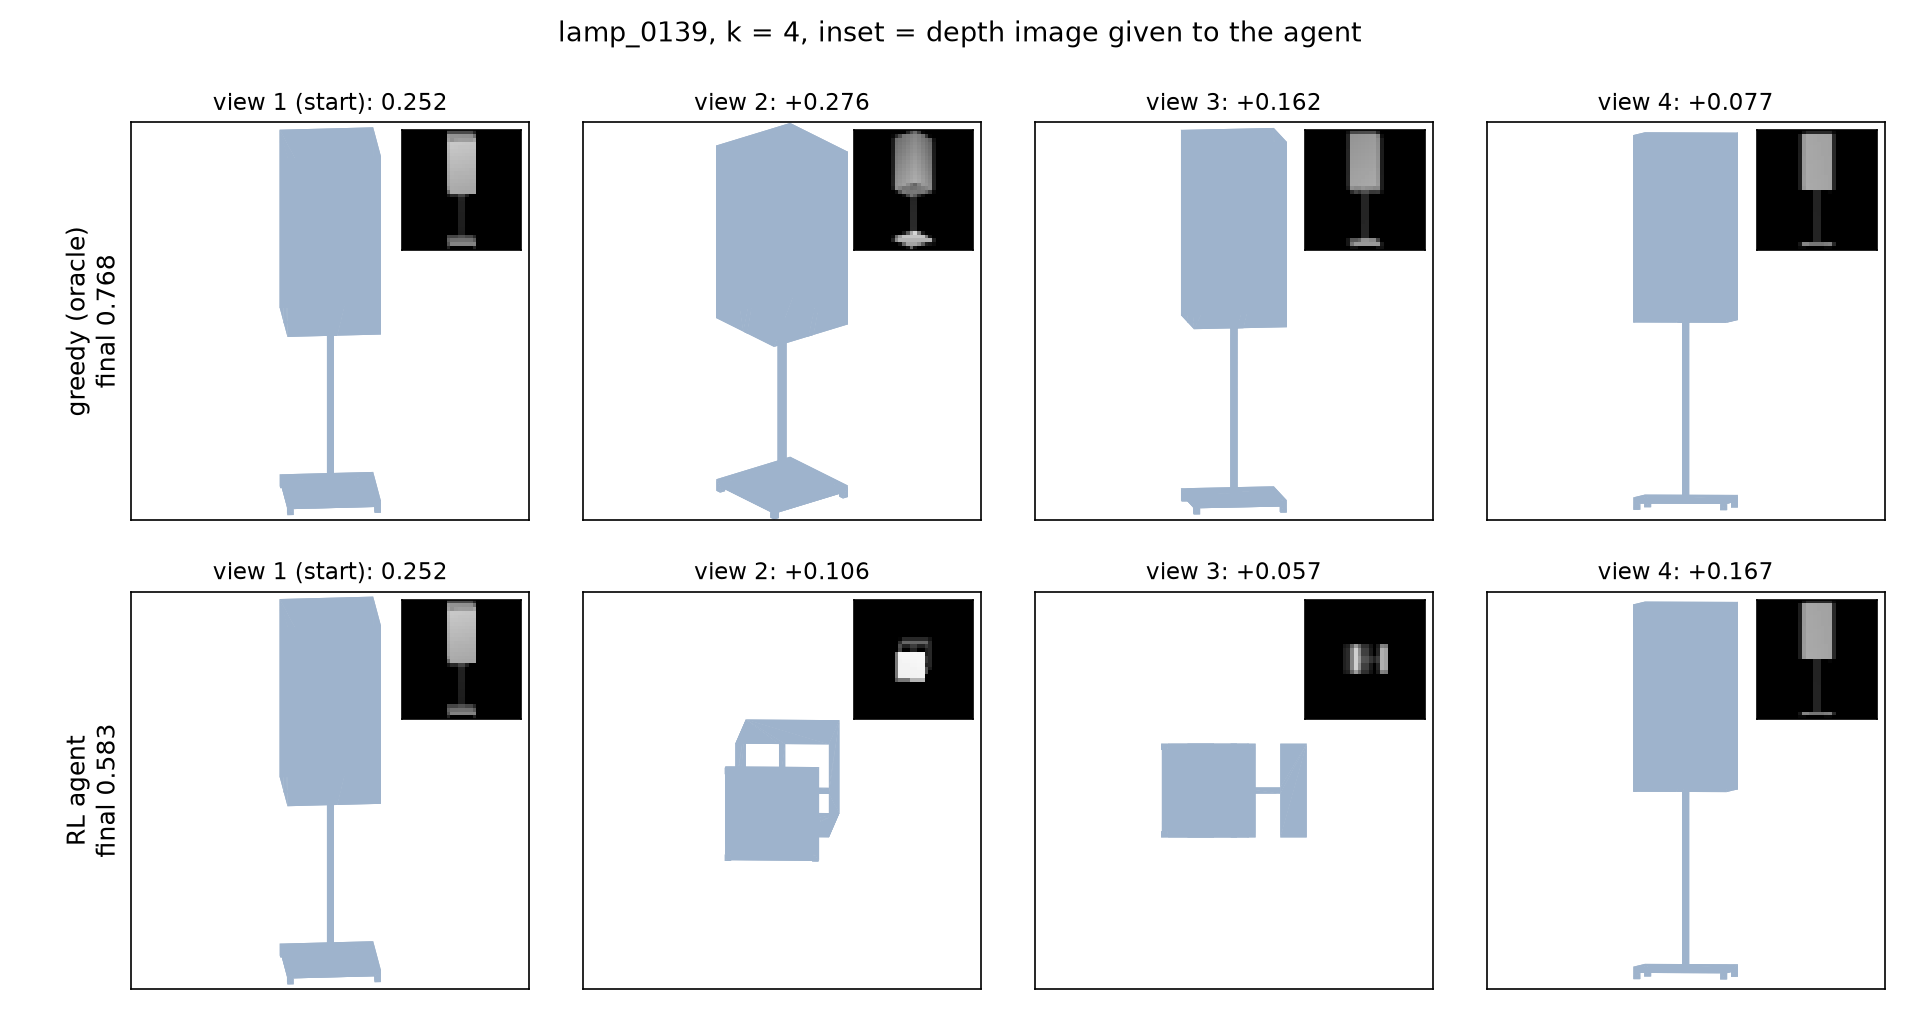 lamp_0139, k = 4, inset = depth image given to the agent
greedy (oracle)
final 0.768
view 1 (start): 0.252
view 2: +0.276
view 3: +0.162
view 4: +0.077
RL agent
final 0.583
view 1 (start): 0.252
view 2: +0.106
view 3: +0.057
view 4: +0.167